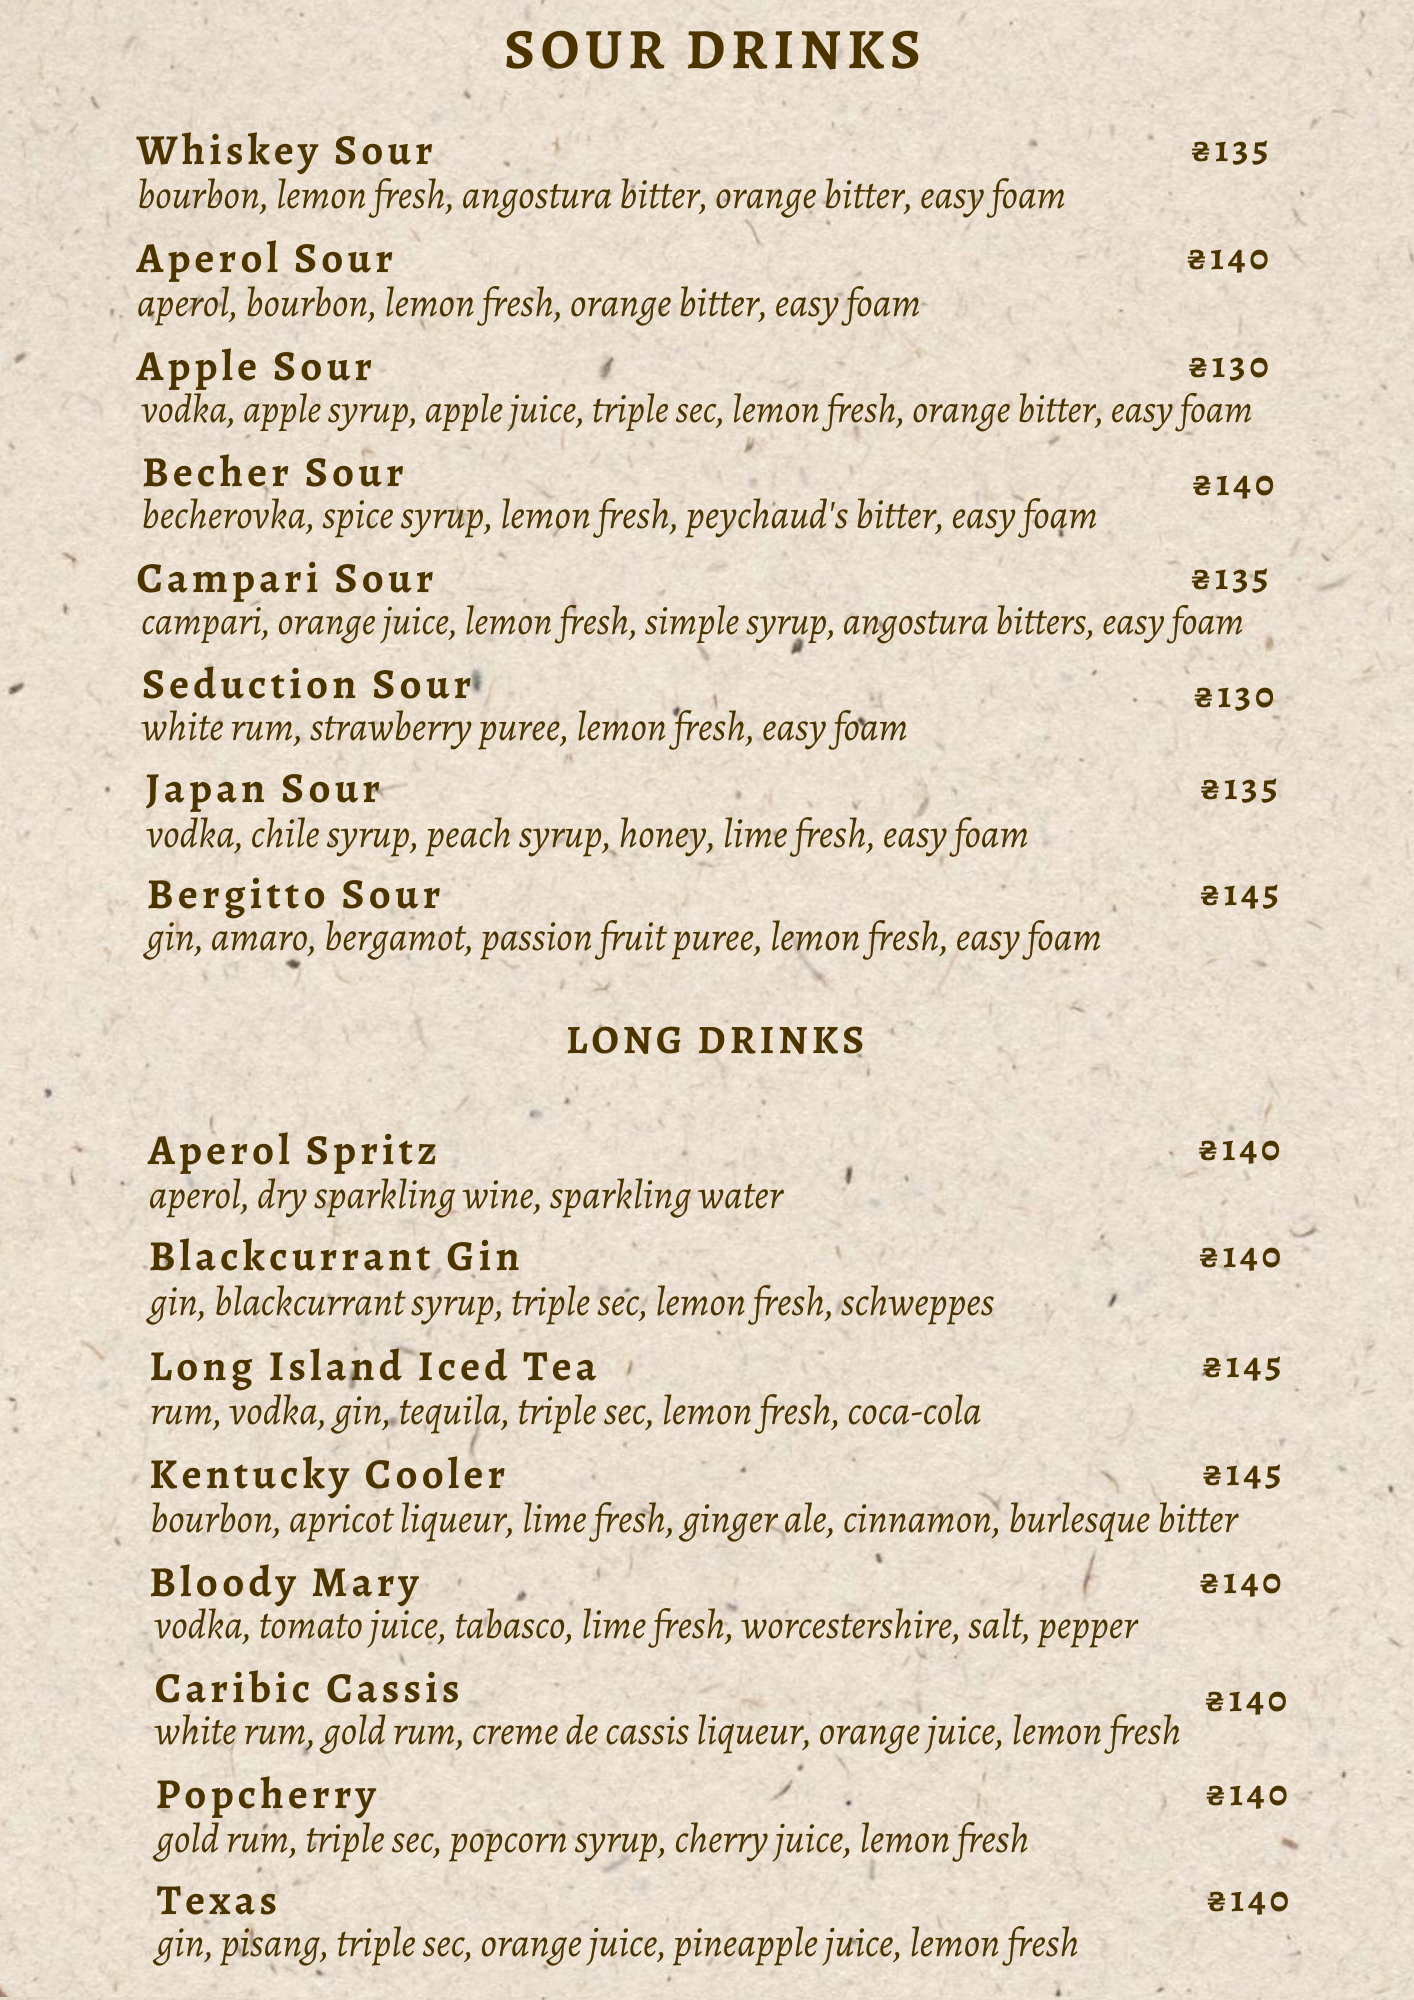 SOUR DRINKS
Whiskey Sour ₴135
bourbon, lemon fresh, angostura bitter, orange bitter, easy foam
Aperol Sour ₴140
aperol, bourbon, lemon fresh, orange bitter, easy foam
Apple Sour ₴130
vodka, apple syrup, apple juice, triple sec, lemon fresh, orange bitter, easy foam
Becher Sour ₴140
becherovka, spice syrup, lemon fresh, peychaud's bitter, easy foam
Campari Sour ₴135
campari, orange juice, lemon fresh, simple syrup, angostura bitters, easy foam
Seduction Sour ₴130
white rum, strawberry puree, lemon fresh, easy foam
Japan Sour ₴135
vodka, chile syrup, peach syrup, honey, lime fresh, easy foam
Bergitto Sour ₴145
gin, amaro, bergamot, passion fruit puree, lemon fresh, easy foam
LONG DRINKS
Aperol Spritz ₴140
aperol, dry sparkling wine, sparkling water
Blackcurrant Gin ₴140
gin, blackcurrant syrup, triple sec, lemon fresh, schweppes
Long Island Iced Tea ₴145
rum, vodka, gin, tequila, triple sec, lemon fresh, coca-cola
Kentucky Cooler ₴145
bourbon, apricot liqueur, lime fresh, ginger ale, cinnamon, burlesque bitter
Bloody Mary ₴140
vodka, tomato juice, tabasco, lime fresh, worcestershire, salt, pepper
Caribic Cassis ₴140
white rum, gold rum, creme de cassis liqueur, orange juice, lemon fresh
Popcherry ₴140
gold rum, triple sec, popcorn syrup, cherry juice, lemon fresh
Texas ₴140
gin, pisang, triple sec, orange juice, pineapple juice, lemon fresh